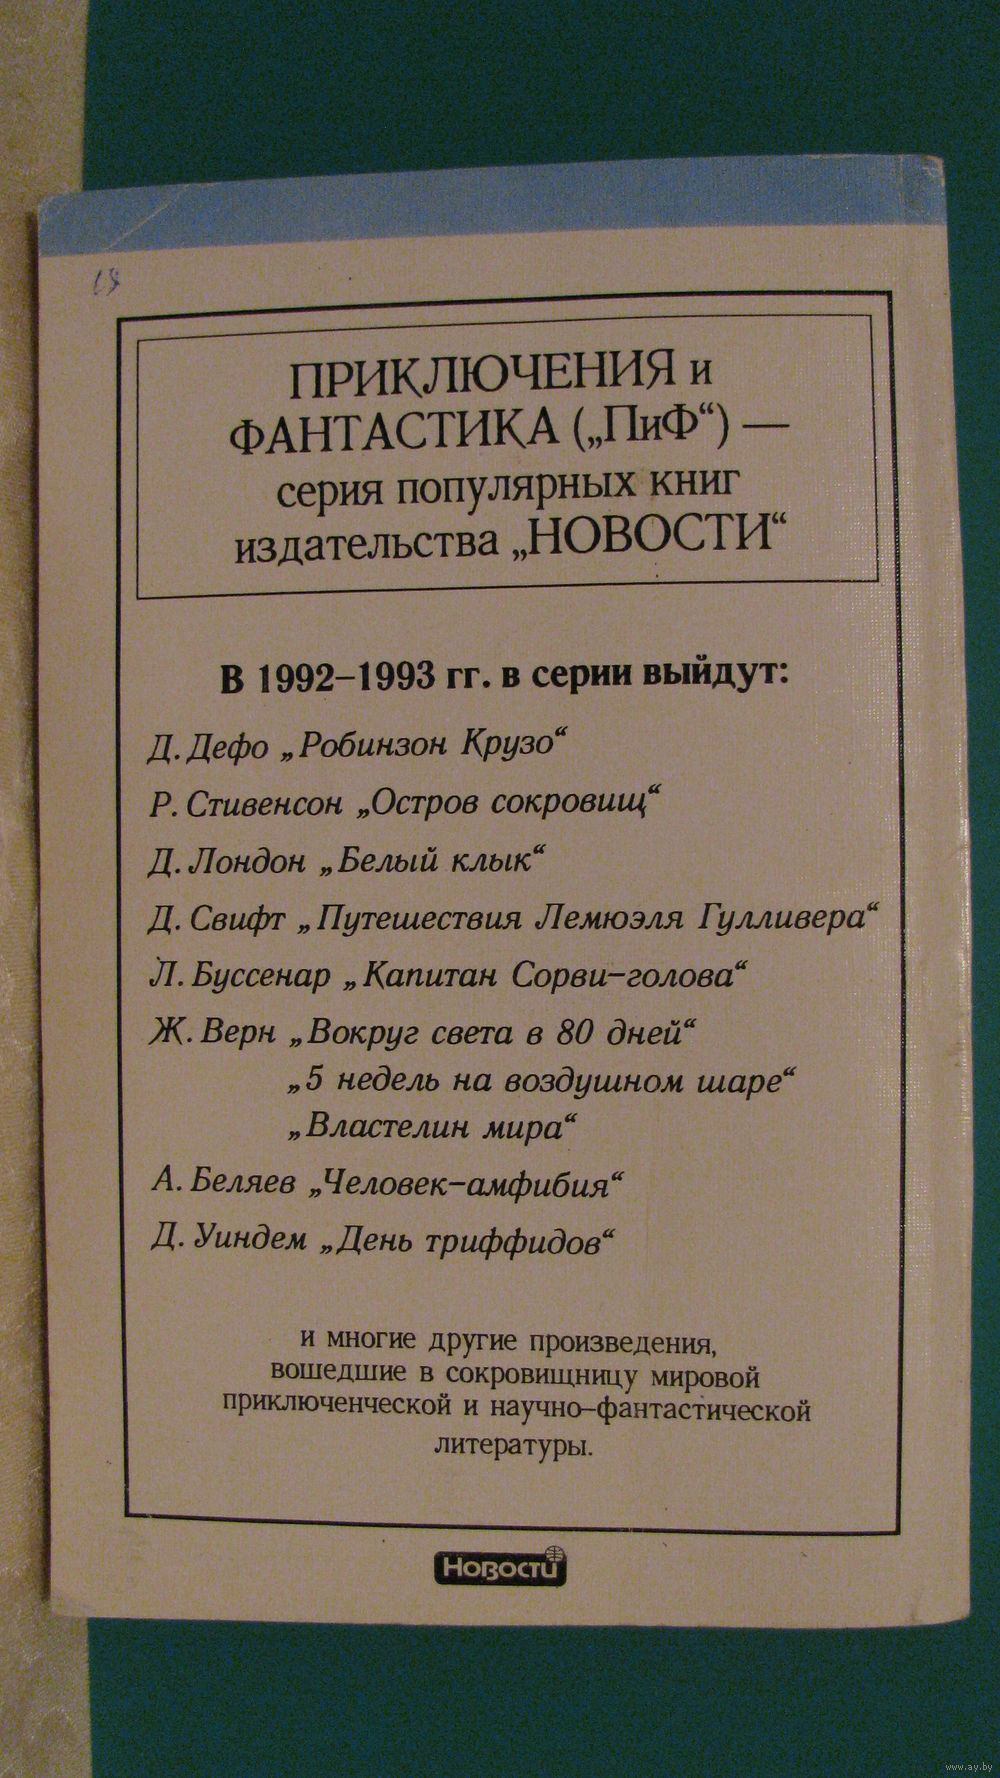 ПРИКЛЮЧЕНИЯ и
ФАНТАСТИКА („ПиФ“) —
серия популярных книг
издательства „НОВОСТИ“
В 1992–1993 гг. в серии выйдут:
Д. Дефо „Робинзон Крузо“
Р. Стивенсон „Остров сокровищ“
Д. Лондон „Белый клык“
Д. Свифт „Путешествия Лемюэля Гулливера“
Л. Буссенар „Капитан Сорви-голова“
Ж. Верн „Вокруг света в 80 дней“
„5 недель на воздушном шаре“
„Властелин мира“
А. Беляев „Человек-амфибия“
Д. Уиндем „День триффидов“
и многие другие произведения,
вошедшие в сокровищницу мировой
приключенческой и научно-фантастической
литературы.
Новости
www.ay.by